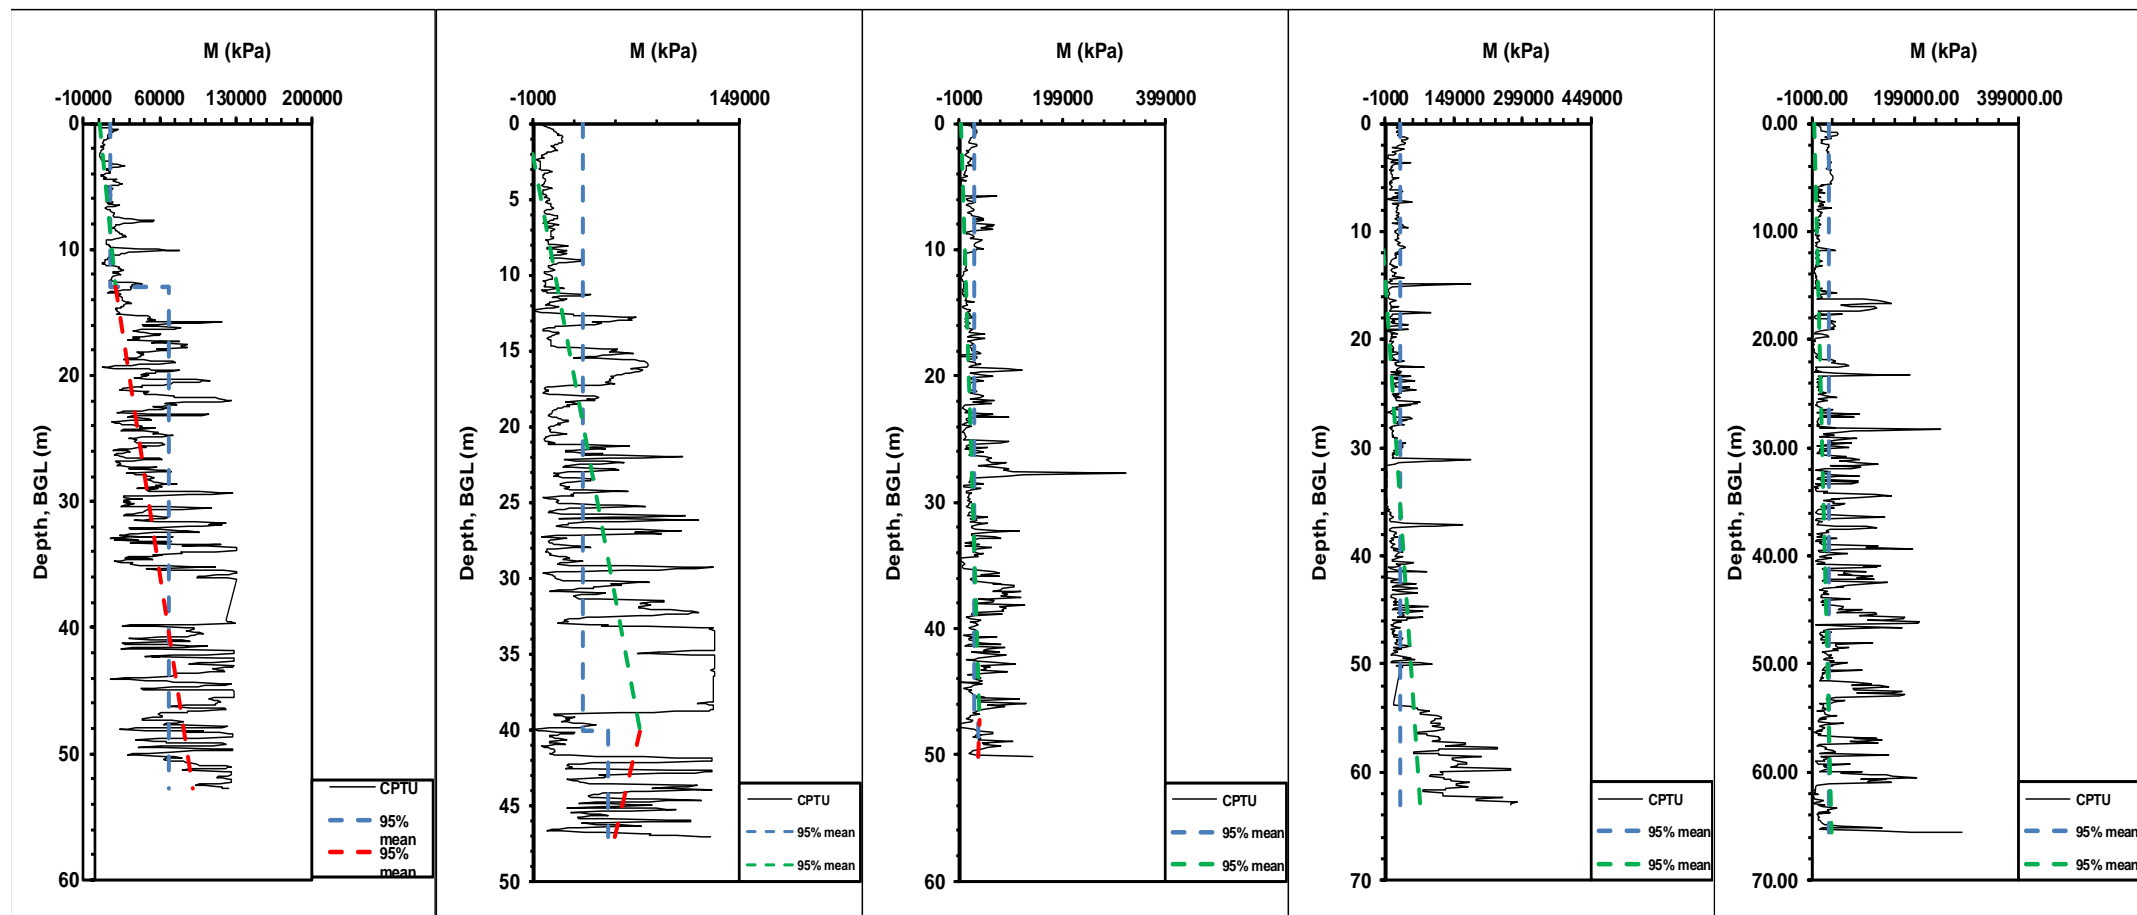 M (kPa)
-10000 60000 130000 200000
0
10
20
30
40
50
60
Depth, BGL (m)
CPTU
95% mean
95% mean
M (kPa)
-1000 149000
0
5
10
15
20
25
30
35
40
45
50
Depth, BGL (m)
CPTU
95% mean
95% mean
M (kPa)
-1000 199000 399000
0
10
20
30
40
50
60
Depth, BGL (m)
CPTU
95% mean
95% mean
M (kPa)
-1000 149000 299000 449000
0
10
20
30
40
50
60
70
Depth, BGL (m)
CPTU
95% mean
95% mean
M (kPa)
-1000.00 199000.00 399000.00
0.00
10.00
20.00
30.00
40.00
50.00
60.00
70.00
Depth, BGL (m)
CPTU
95% mean
95% mean